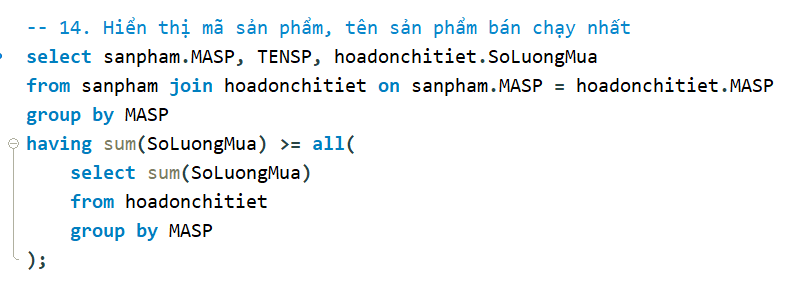 -- 14. Hiển thị mã sản phẩm, tên sản phẩm bán chạy nhất
select sanpham.MASP, TENSP, hoadonchitiet.SoLuongMua
from sanpham join hoadonchitiet on sanpham.MASP = hoadonchitiet.MASP
group by MASP
having sum(SoLuongMua) >= all(
    select sum(SoLuongMua)
    from hoadonchitiet
    group by MASP
);